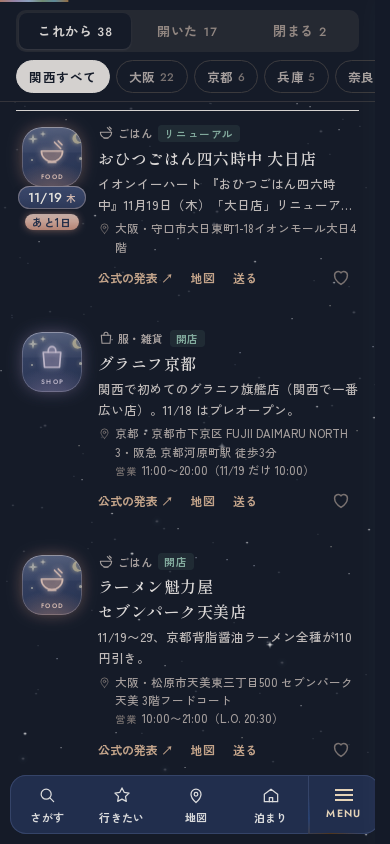 これから 38
開いた 17
閉まる 2
関西すべて
大阪 22
京都 6
兵庫 5
奈良
FOOD
11/19 木
あと1日
ごはん リニューアル
おひつごはん四六時中 大日店
イオンイーハート 『おひつごはん四六時
中』11月19日（木）「大日店」リニューア…
大阪・守口市大日東町1-18イオンモール大日4
階
公式の発表 ↗ 地図 送る
SHOP
服・雑貨 開店
グラニフ京都
関西で初めてのグラニフ旗艦店（関西で一番
広い店）。11/18 はプレオープン。
京都・京都市下京区 FUJII DAIMARU NORTH
3・阪急 京都河原町駅 徒歩3分
営業 11:00〜20:00（11/19 だけ 10:00）
公式の発表 ↗ 地図 送る
FOOD
ごはん 開店
ラーメン魁力屋
セブンパーク天美店
11/19〜29、京都背脂醤油ラーメン全種が110
円引き。
大阪・松原市天美東三丁目500 セブンパーク
天美 3階フードコート
営業 10:00〜21:00（L.O. 20:30）
公式の発表 ↗ 地図 送る
さがす
行きたい
地図
泊まり
MENU